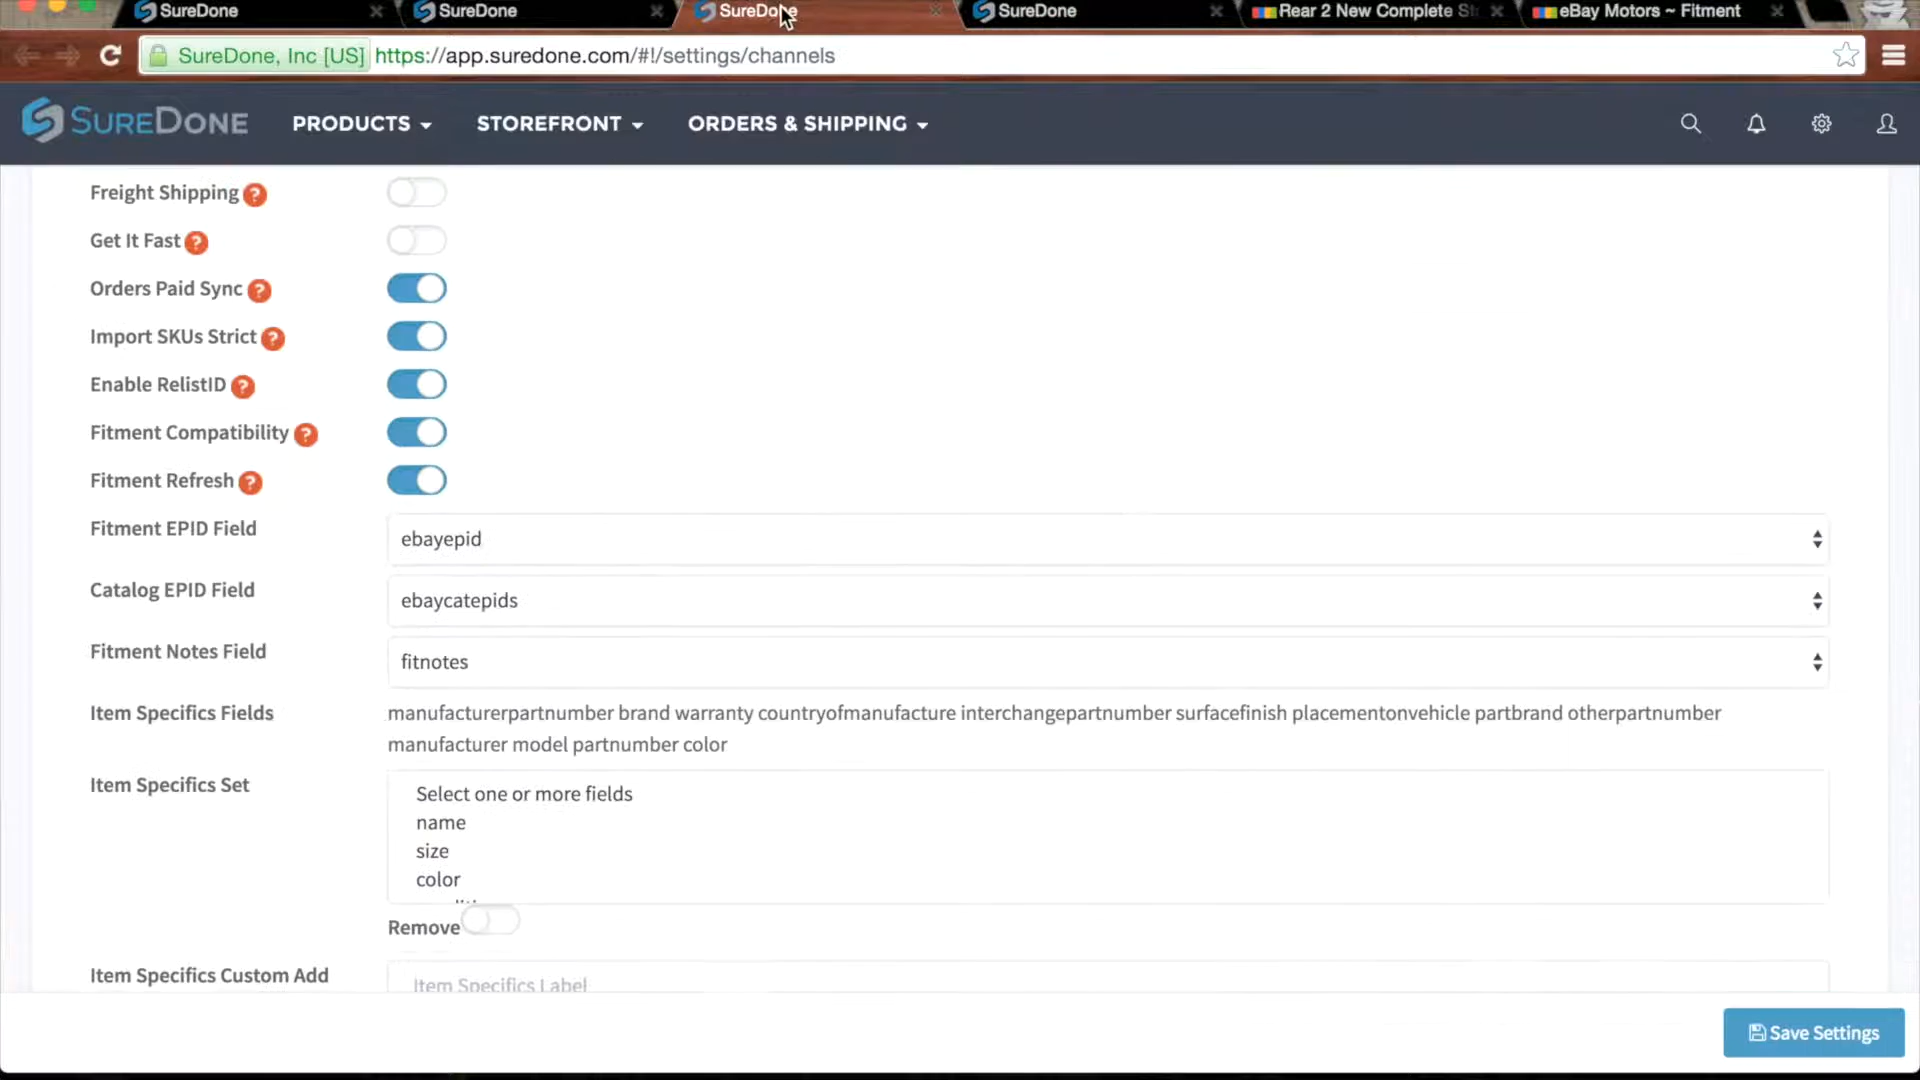 SureDone
SureDone
SureDone
SureDone
Rear 2 New Complete St
eBay Motors ~ Fitment
SureDone, Inc [US] https://app.suredone.com/#!/settings/channels
SUREDONE PRODUCTS STOREFRONT ORDERS & SHIPPING
Freight Shipping ?
Get It Fast ?
Orders Paid Sync ?
Import SKUs Strict ?
Enable RelistID ?
Fitment Compatibility ?
Fitment Refresh ?
Fitment EPID Field ebayepid
Catalog EPID Field ebaycatepids
Fitment Notes Field fitnotes
Item Specifics Fields manufacturerpartnumber brand warranty countryofmanufacture interchangepartnumber surfacefinish placementonvehicle partbrand otherpartnumber
manufacturer model partnumber color
Item Specifics Set
Select one or more fields
name
size
color
Remove
Item Specifics Custom Add Item Specifics Label
Save Settings